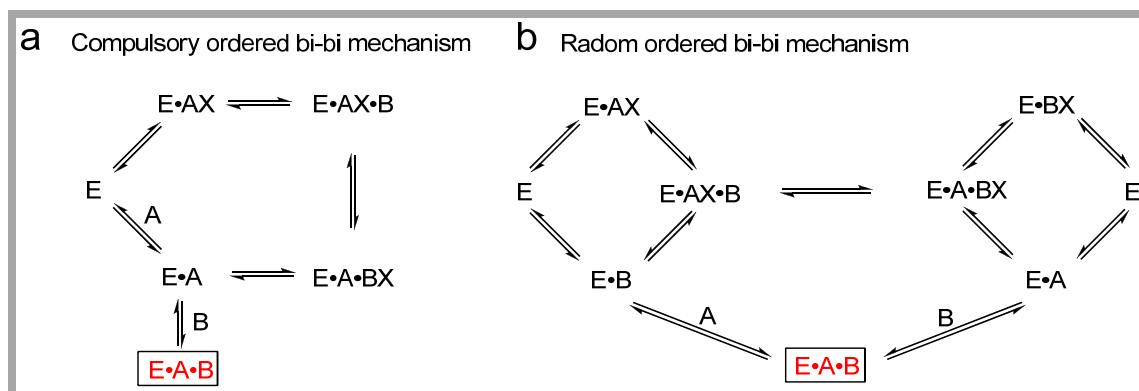 a Compulsory ordered bi-bi mechanism
E•AX E•AX•B
E
A
E•A E•A•BX
B
E•A•B
b Radom ordered bi-bi mechanism
E•AX E•BX
E E•AX•B E•A•BX E
E•B E•A
A B
E•A•B